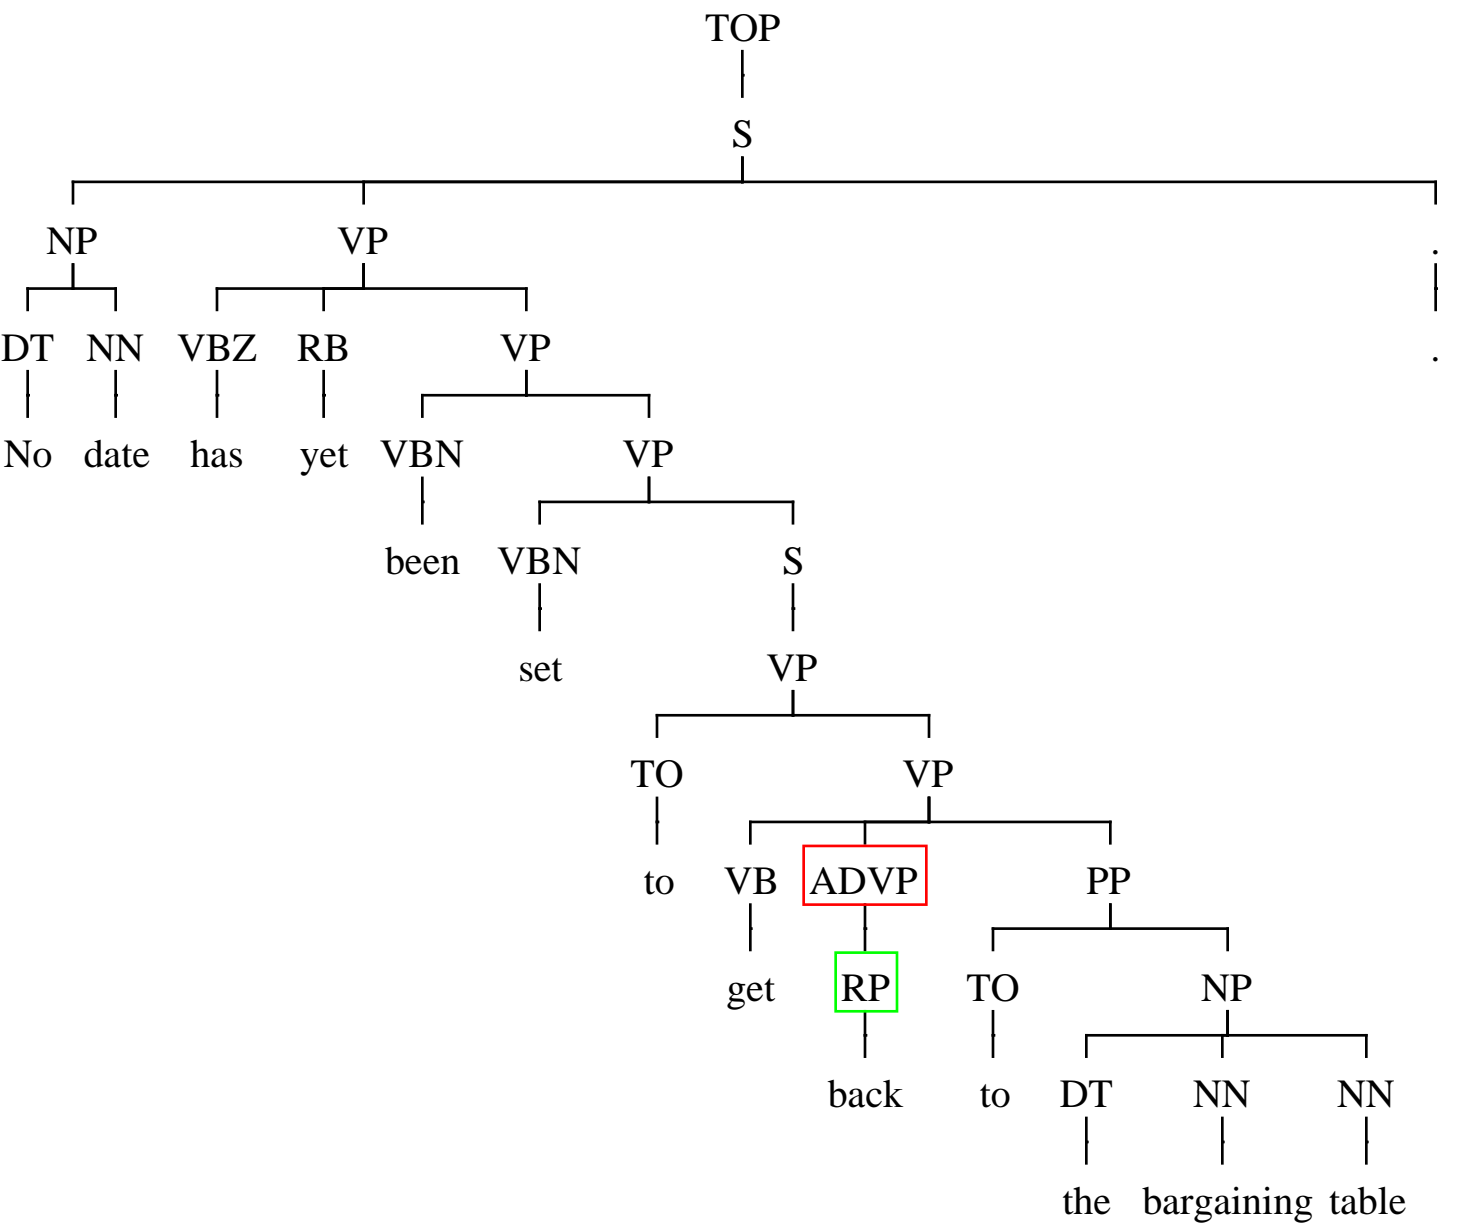 TOP
S
NP VP .
DT NN VBZ RB VP .
No date has yet VBN VP
been VBN S
set VP
TO VP
to VB ADVP PP
get RP TO NP
back to DT NN NN
the bargaining table